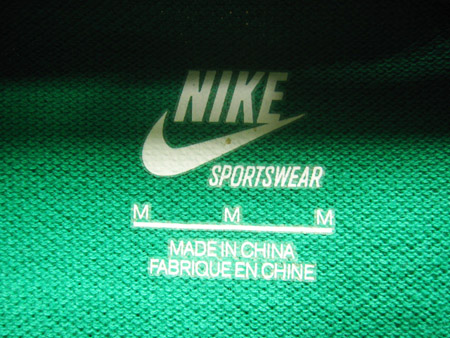 NIKE
SPORTSWEAR
M M M
MADE IN CHINA
FABRIQUE EN CHINE